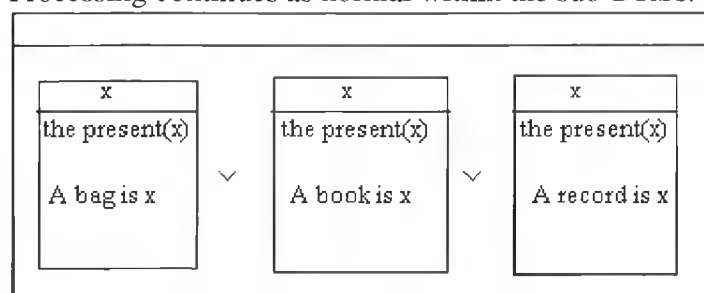 Processing continues as normal within the sub-DRSs.
x x x
the present(x) the present(x) the present(x)
∨ ∨
A bag is x A book is x A record is x